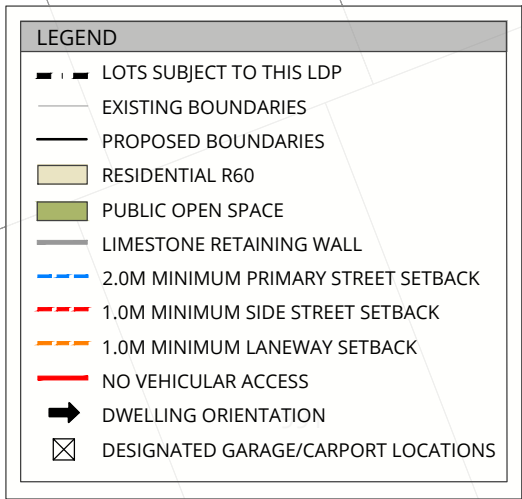 LEGEND
LOTS SUBJECT TO THIS LDP
EXISTING BOUNDARIES
PROPOSED BOUNDARIES
RESIDENTIAL R60
PUBLIC OPEN SPACE
LIMESTONE RETAINING WALL
2.0M MINIMUM PRIMARY STREET SETBACK
1.0M MINIMUM SIDE STREET SETBACK
1.0M MINIMUM LANEWAY SETBACK
NO VEHICULAR ACCESS
DWELLING ORIENTATION
DESIGNATED GARAGE/CARPORT LOCATIONS